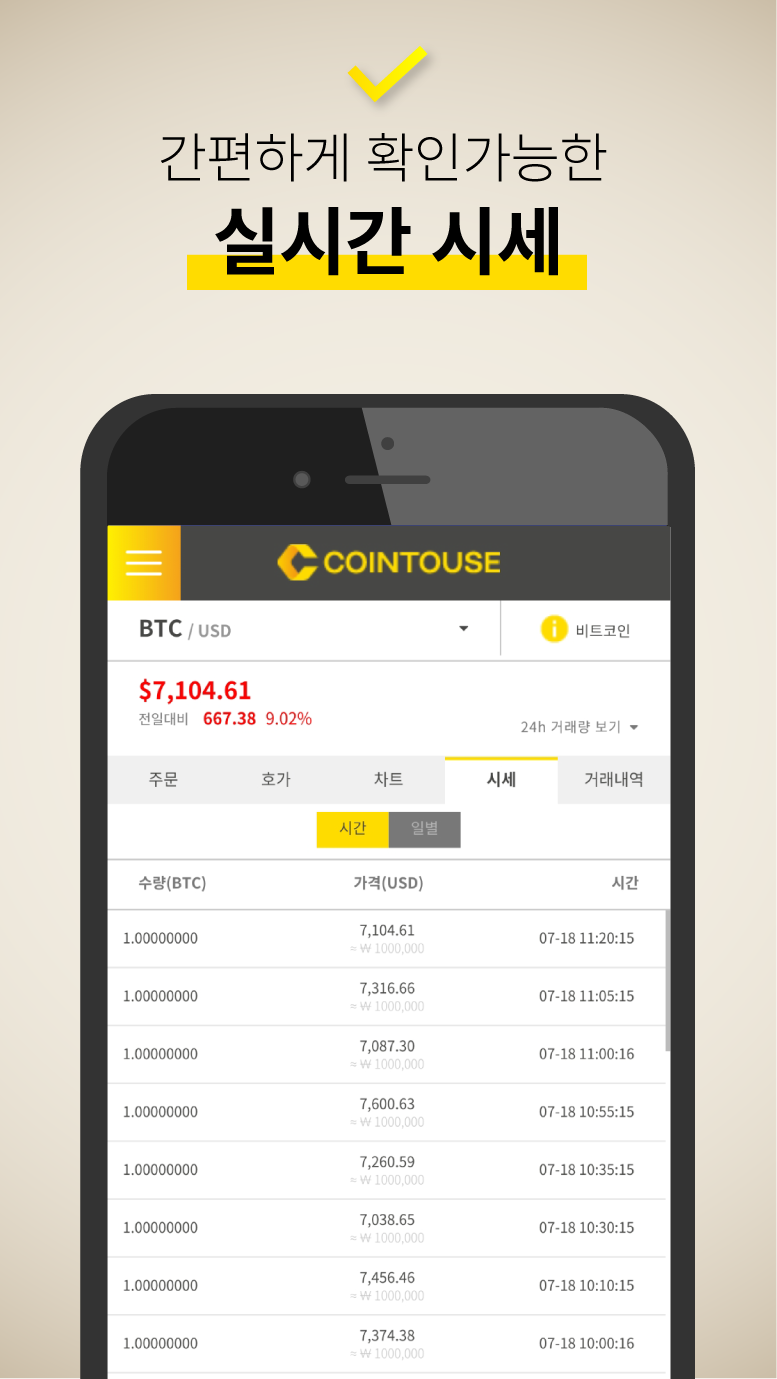 간편하게 확인가능한
실시간 시세
COINTOUSE
BTC / USD
비트코인
$7,104.61
전일대비 667.38 9.02%
24h 거래량 보기
주문 호가 차트 시세 거래내역
시간 일별
수량(BTC) 가격(USD) 시간
1.00000000 7,104.61 07-18 11:20:15
≈ ₩ 1000,000
1.00000000 7,316.66 07-18 11:05:15
≈ ₩ 1000,000
1.00000000 7,087.30 07-18 11:00:16
≈ ₩ 1000,000
1.00000000 7,600.63 07-18 10:55:15
≈ ₩ 1000,000
1.00000000 7,260.59 07-18 10:35:15
≈ ₩ 1000,000
1.00000000 7,038.65 07-18 10:30:15
≈ ₩ 1000,000
1.00000000 7,456.46 07-18 10:10:15
≈ ₩ 1000,000
1.00000000 7,374.38 07-18 10:00:16
≈ ₩ 1000,000